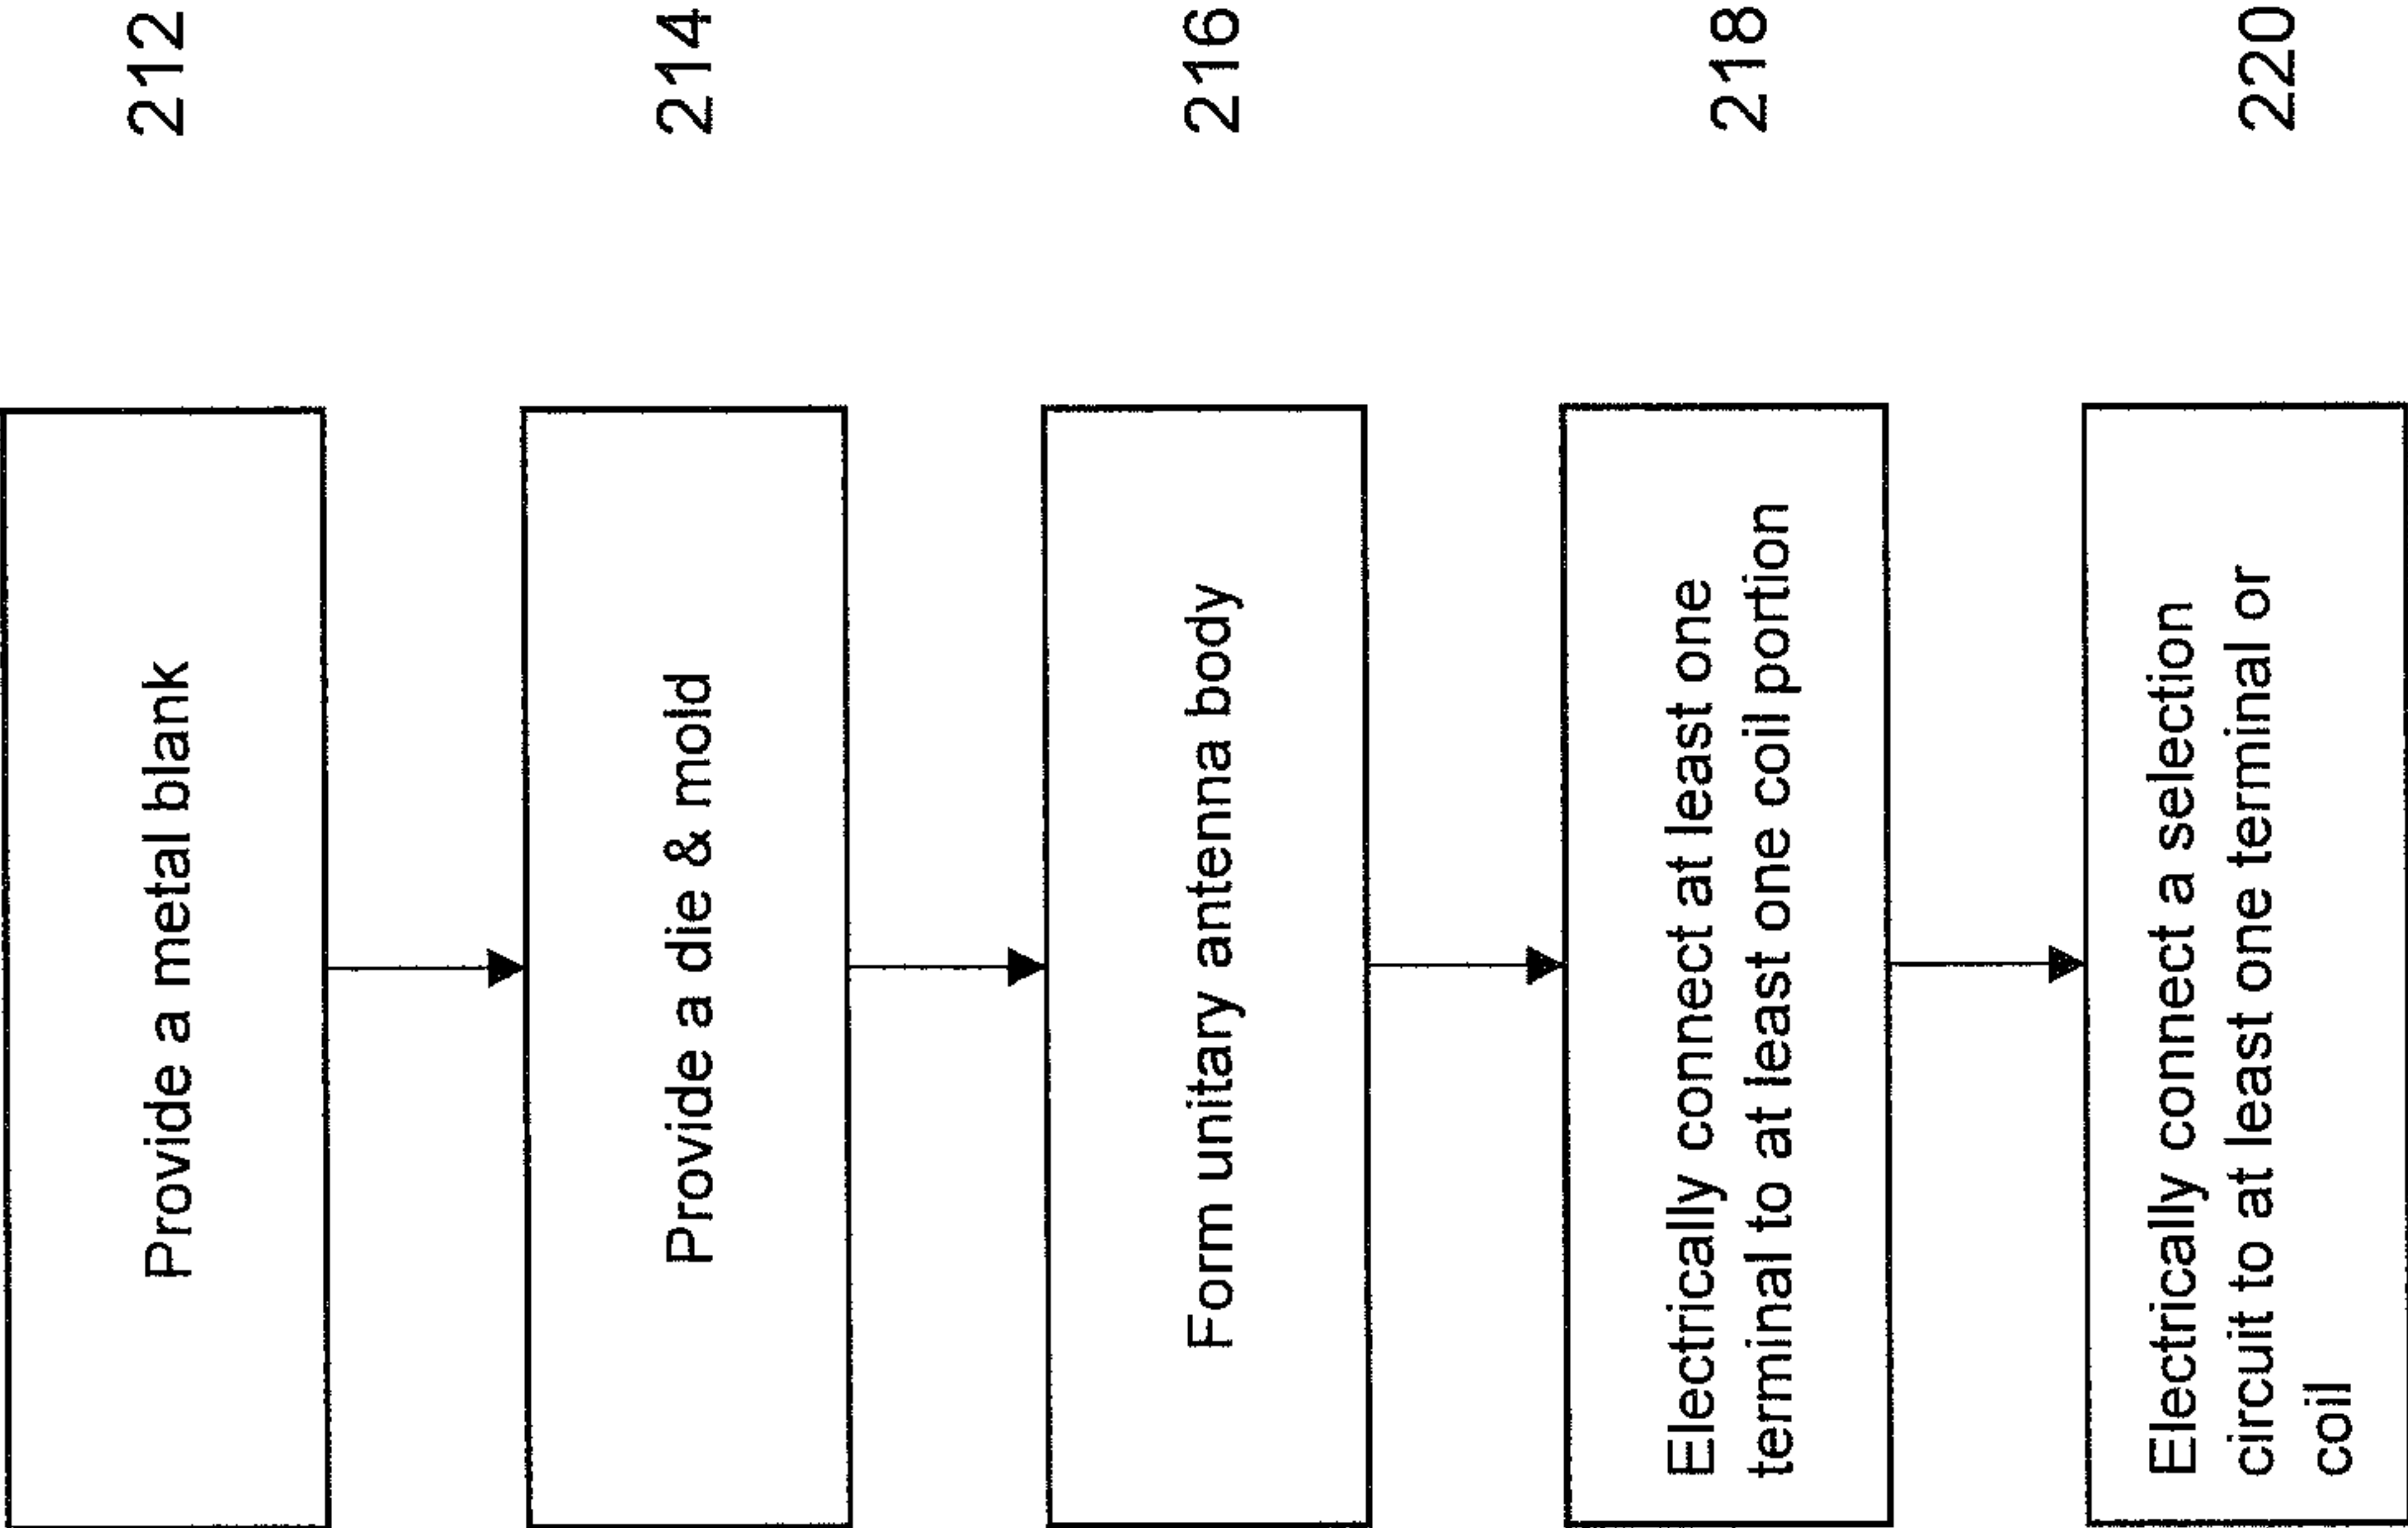 Provide a metal blank
212
Provide a die & mold
214
Form unitary antenna body
216
Electrically connect at least one
terminal to at least one coil portion
218
Electrically connect a selection
circuit to at least one terminal or
coil
220